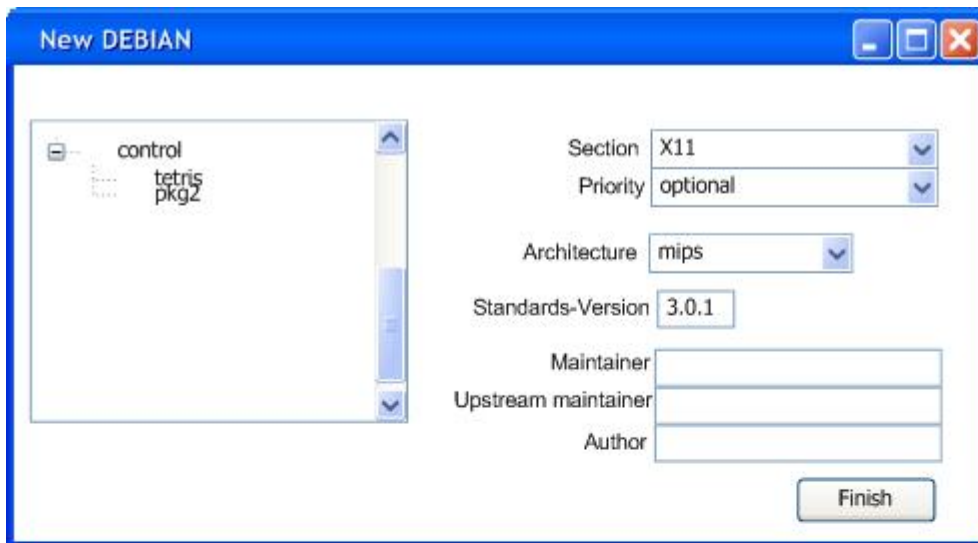 New DEBIAN
control
tetris
pkg2
Section X11
Priority optional
Architecture mips
Standards-Version 3.0.1
Maintainer
Upstream maintainer
Author
Finish